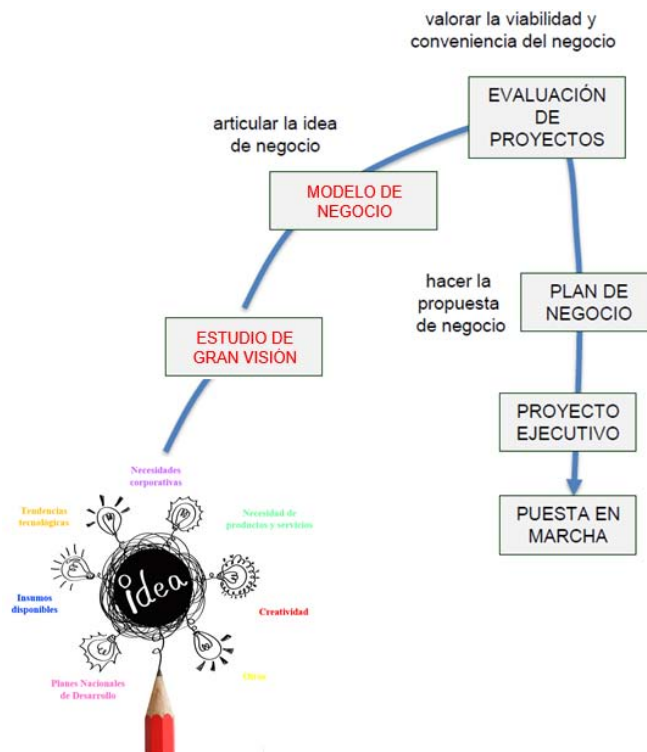 valorar la viabilidad y
conveniencia del negocio
EVALUACIÓN
DE
PROYECTOS
articular la idea
de negocio
MODELO DE
NEGOCIO
hacer la
propuesta
de negocio
PLAN DE
NEGOCIO
ESTUDIO DE
GRAN VISIÓN
PROYECTO
EJECUTIVO
PUESTA EN
MARCHA
Necesidades
corporativas
Tendencias
tecnológicas
Necesidad de
productos y servicios
idea
Insumos
disponibles
Creatividad
Planes Nacionales
de Desarrollo
Otros